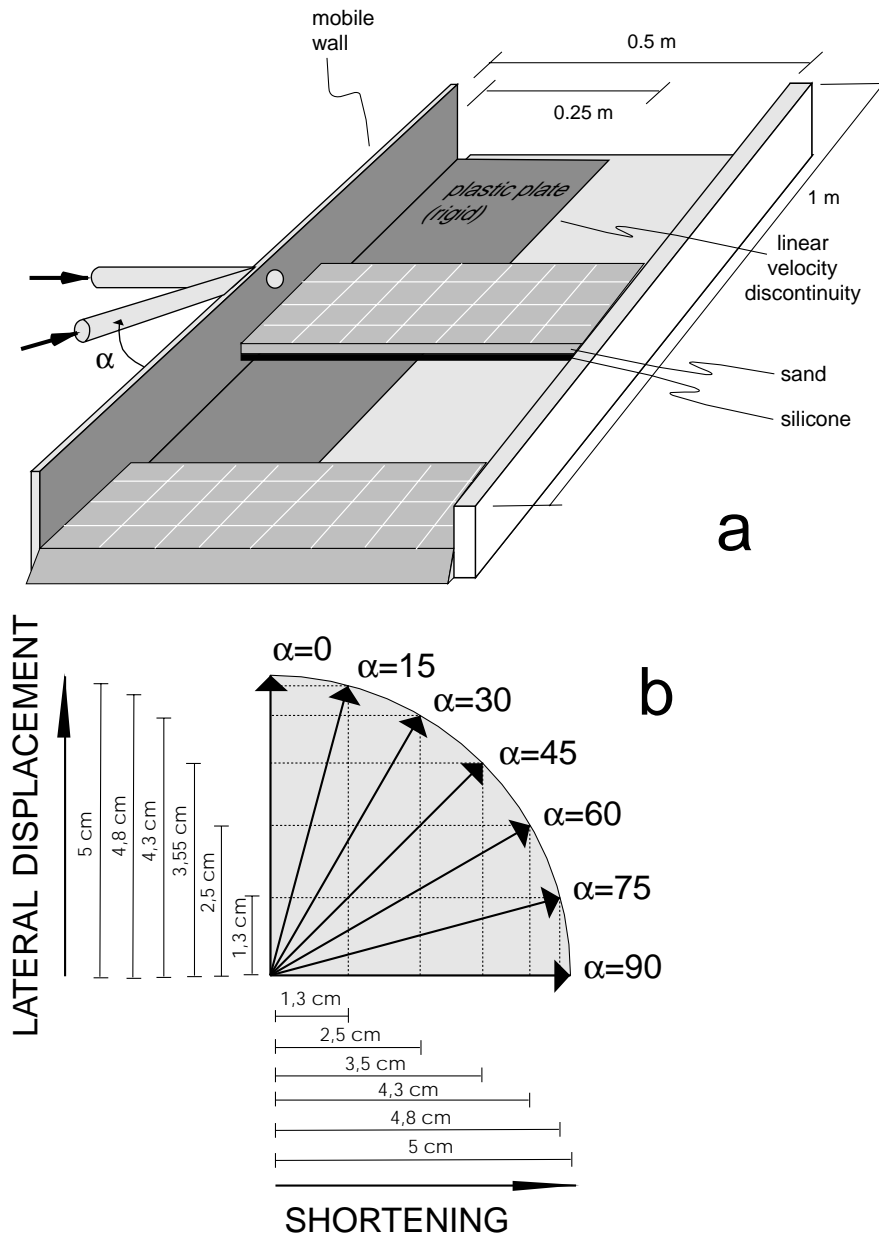 mobile
wall
0.5 m
0.25 m
plastic plate
(rigid)
1 m
linear
velocity
discontinuity
α
sand
silicone
a
b
LATERAL DISPLACEMENT
5 cm
4,8 cm
4,3 cm
3,55 cm
2,5 cm
1,3 cm
α=0
α=15
α=30
α=45
α=60
α=75
α=90
1,3 cm
2,5 cm
3,5 cm
4,3 cm
4,8 cm
5 cm
SHORTENING